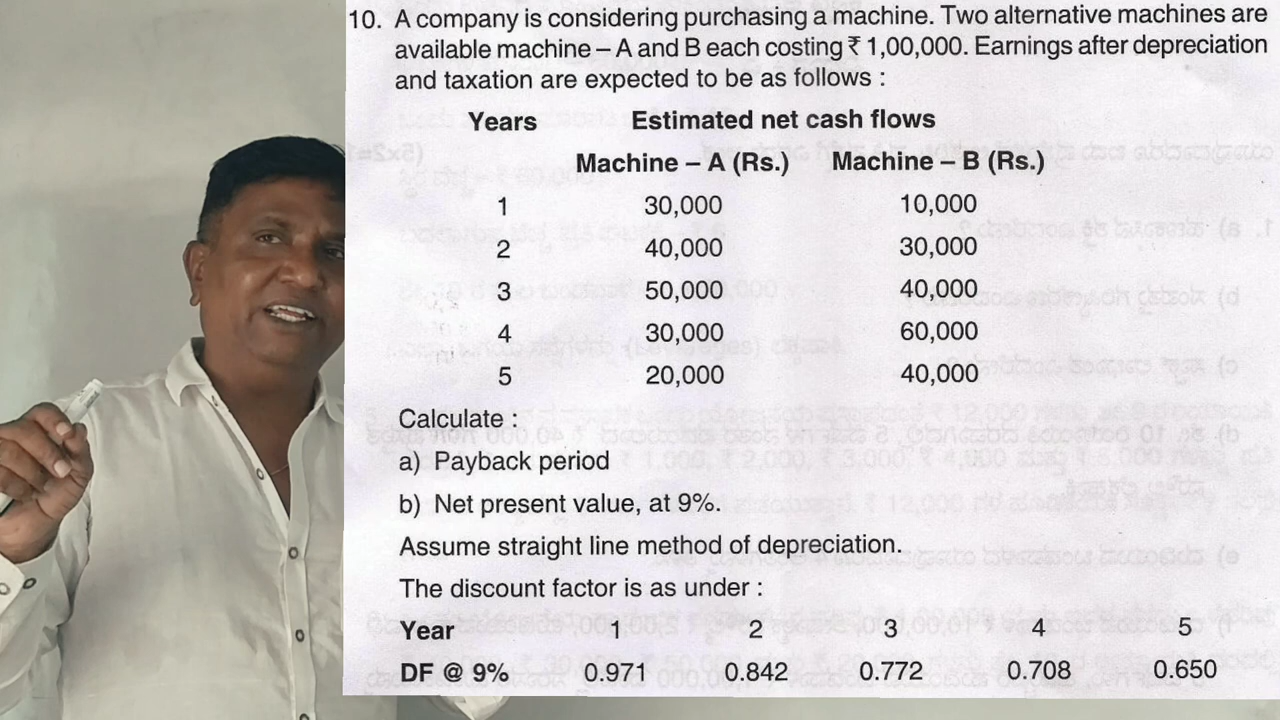 10. A company is considering purchasing a machine. Two alternative machines are
available machine – A and B each costing ₹ 1,00,000. Earnings after depreciation
and taxation are expected to be as follows :
Years Estimated net cash flows
Machine – A (Rs.) Machine – B (Rs.)
1 30,000 10,000
2 40,000 30,000
3 50,000 40,000
4 30,000 60,000
5 20,000 40,000
Calculate :
a) Payback period
b) Net present value, at 9%.
Assume straight line method of depreciation.
The discount factor is as under :
Year 1 2 3 4 5
DF @ 9% 0.971 0.842 0.772 0.708 0.650